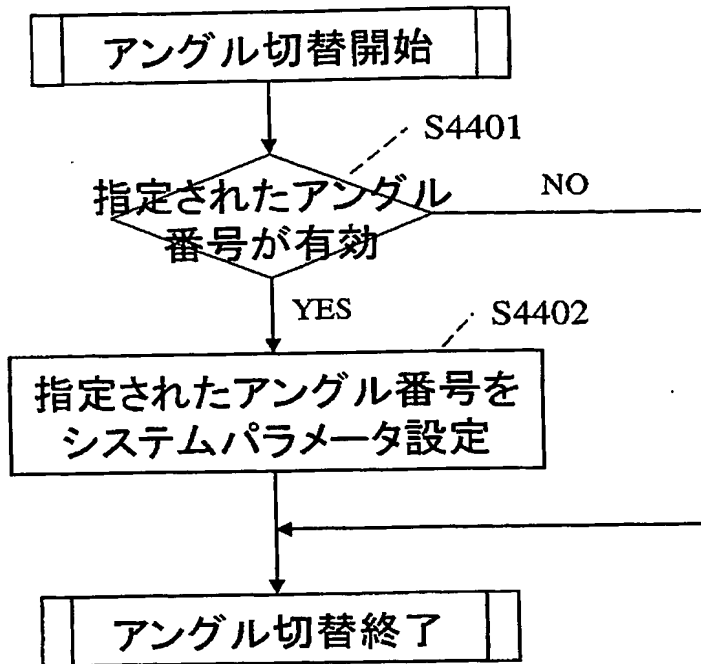 アングル切替開始
S4401
指定されたアングル
番号が有効
NO
YES
S4402
指定されたアングル番号を
システムパラメータ設定
アングル切替終了